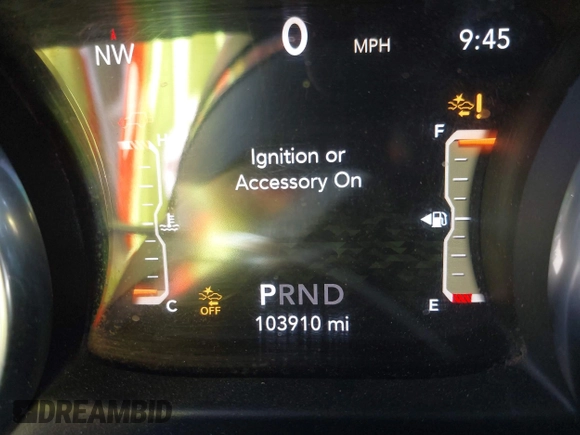 NW
0 MPH
9:45
H
F
Ignition or
Accessory On
C
OFF
PRND
E
103910 mi
DREAMBID